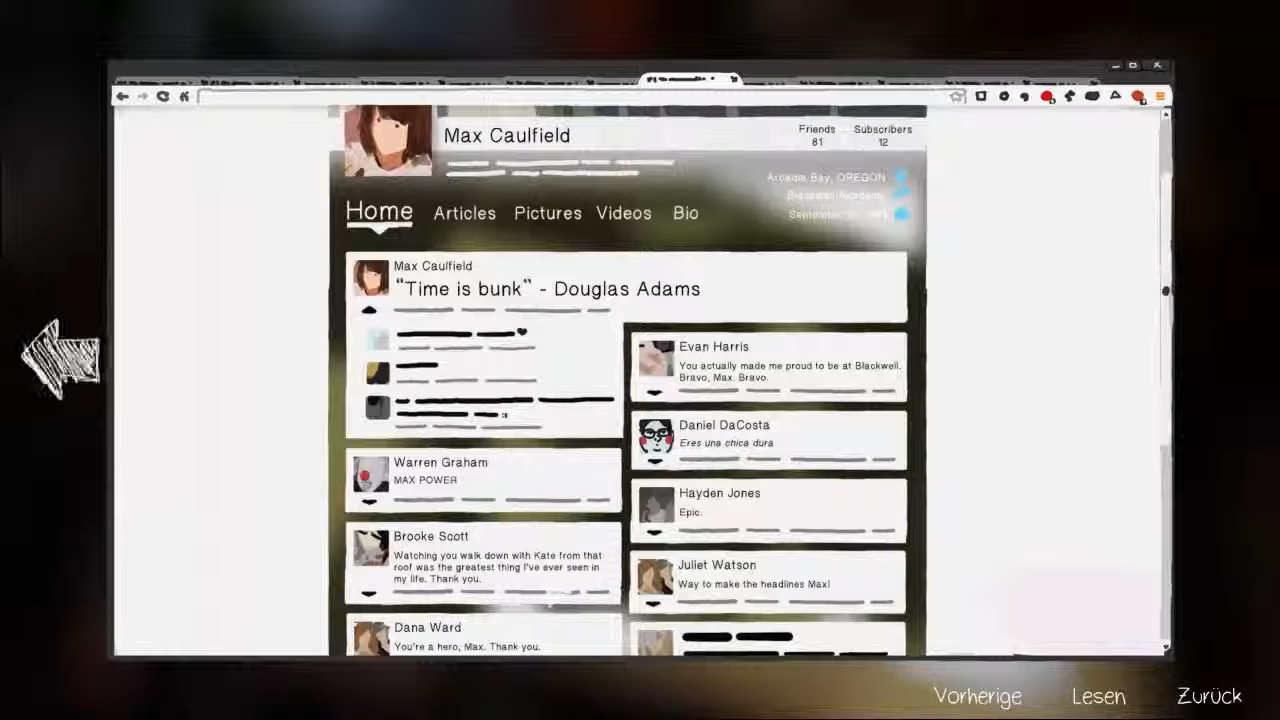 Max Caulfield
Friends
81
Subscribers
12
Arcadia Bay, OREGON
Blackwell Academy
Home Articles Pictures Videos Bio
Max Caulfield
“Time is bunk” - Douglas Adams
Warren Graham
MAX POWER
Brooke Scott
Watching you walk down with Kate from that
roof was the greatest thing I've ever seen in
my life. Thank you.
Dana Ward
You're a hero, Max. Thank you.
Evan Harris
You actually made me proud to be at Blackwell.
Bravo, Max. Bravo.
Daniel DaCosta
Eres una chica dura
Hayden Jones
Epic.
Juliet Watson
Way to make the headlines Max!
Vorherige Lesen Zurück